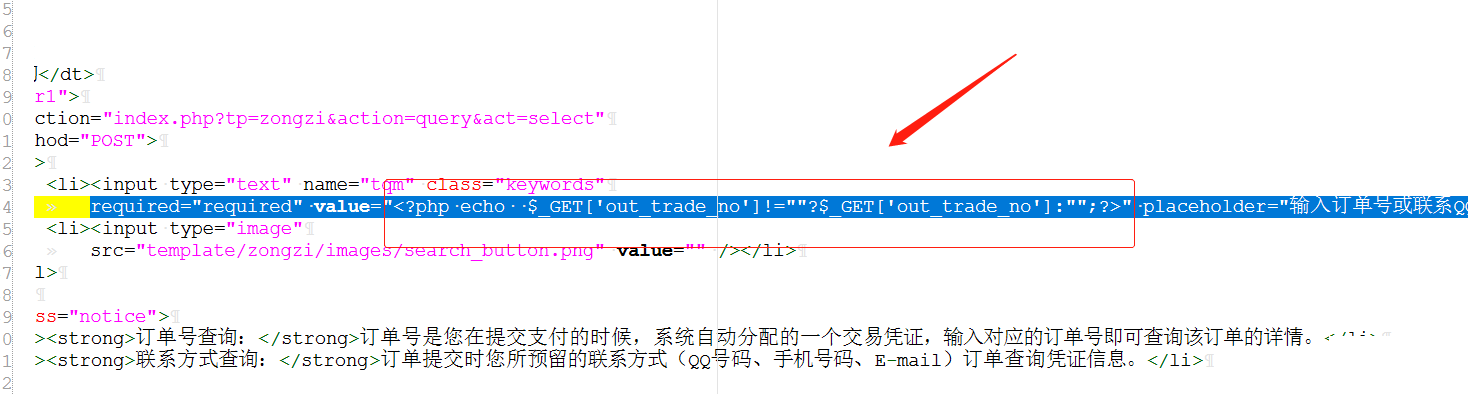 5
6
7
8 </dt>
9 r1">
0 ction="index.php?tp=zongzi&action=query&act=select"
1 hod="POST">
2 >
3 <li><input type="text" name="tqm" class="keywords"
4 required="required" value="<?php echo  $_GET['out_trade_no']!=""?$_GET['out_trade_no']:"";?>" placeholder="输入订单号或联系QQ
5 <li><input type="image"
6 src="template/zongzi/images/search_button.png" value="" /></li>
7 l>
8
9 ss="notice">
0 ><strong>订单号查询：</strong>订单号是您在提交支付的时候，系统自动分配的一个交易凭证，输入对应的订单号即可查询该订单的详情。</li>
1 ><strong>联系方式查询：</strong>订单提交时您所预留的联系方式（QQ号码、手机号码、E-mail）订单查询凭证信息。</li>
2